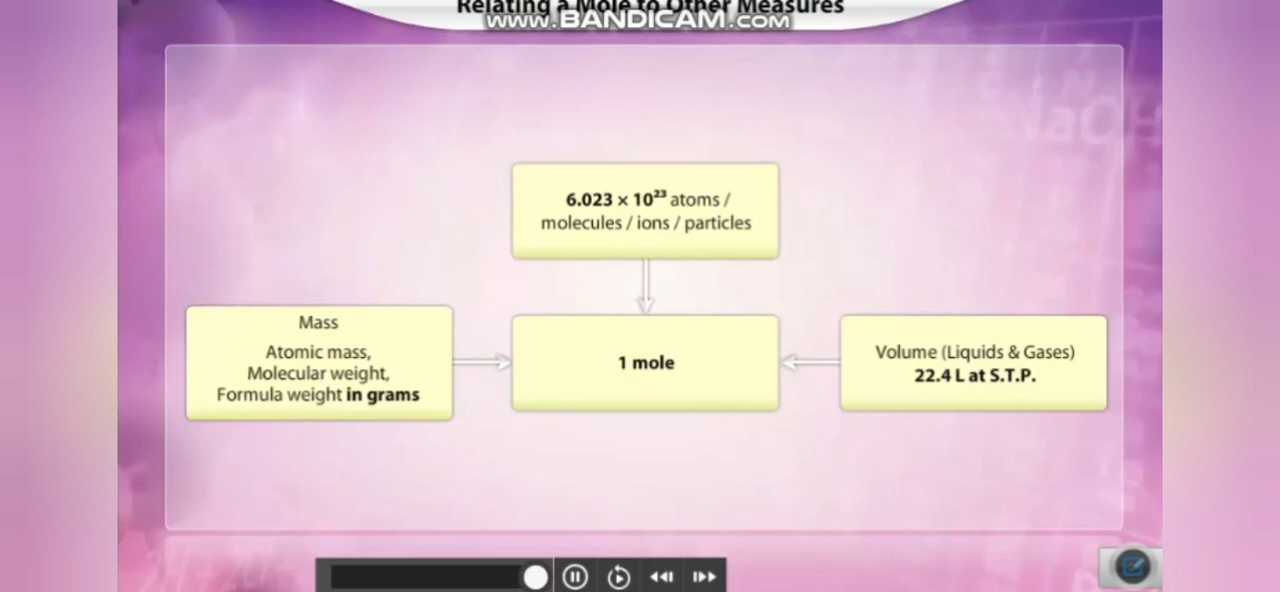 Relating a Mole to Other Measures
www.BANDICAM.com
NaOH
6.023 × 10²³ atoms /
molecules / ions / particles
Mass
Atomic mass,
Molecular weight,
Formula weight in grams
1 mole
Volume (Liquids & Gases)
22.4 L at S.T.P.